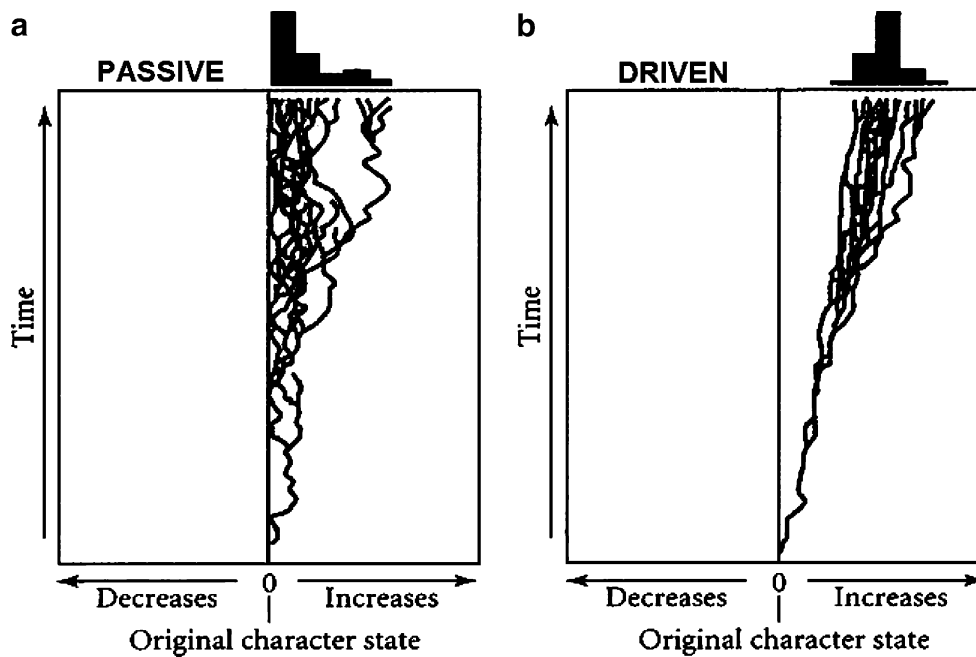 a
PASSIVE
Time
0
Decreases
Increases
Original character state
b
DRIVEN
Time
0
Decreases
Increases
Original character state